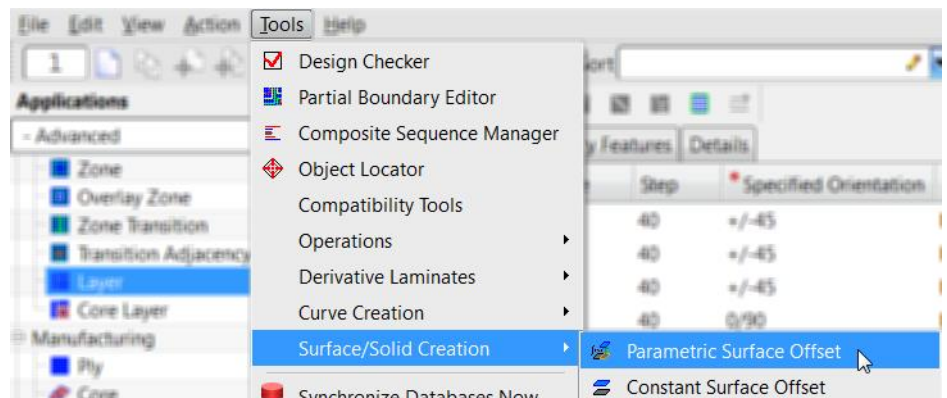 File Edit View Action Tools Help
1
Applications
Design Checker
- Advanced
Partial Boundary Editor
Zone
Composite Sequence Manager
Features Details
Overlay Zone
Object Locator
Step *Specified Orientation
Zone Transition
Compatibility Tools
40 +/-45
Transition Adjacency
Operations
40 +/-45
Layer
Derivative Laminates
40 +/-45
Core Layer
Curve Creation
40 0/90
Manufacturing
Surface/Solid Creation
Parametric Surface Offset
Ply
Constant Surface Offset
Core
Synchronize Databases Now